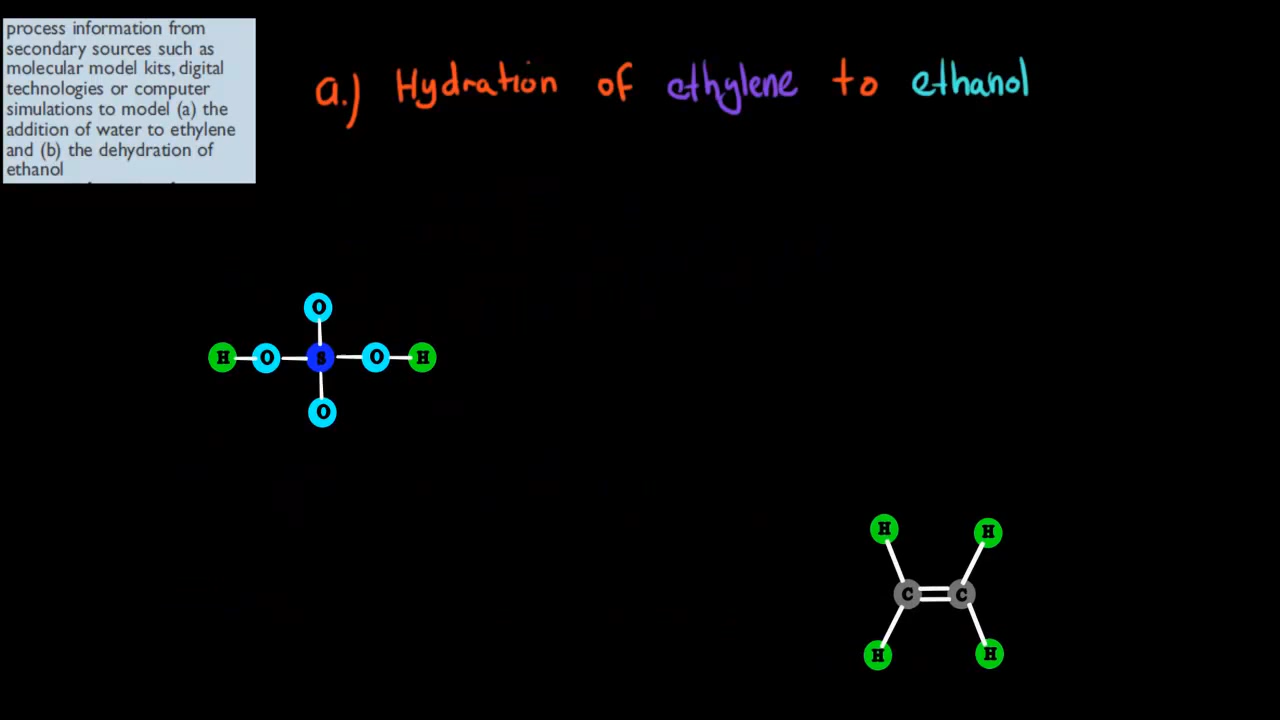 process information from
secondary sources such as
molecular model kits, digital
technologies or computer
simulations to model (a) the
addition of water to ethylene
and (b) the dehydration of
ethanol
a.) Hydration of ethylene to ethanol
O
H O S O H
O
H H
C C
H H